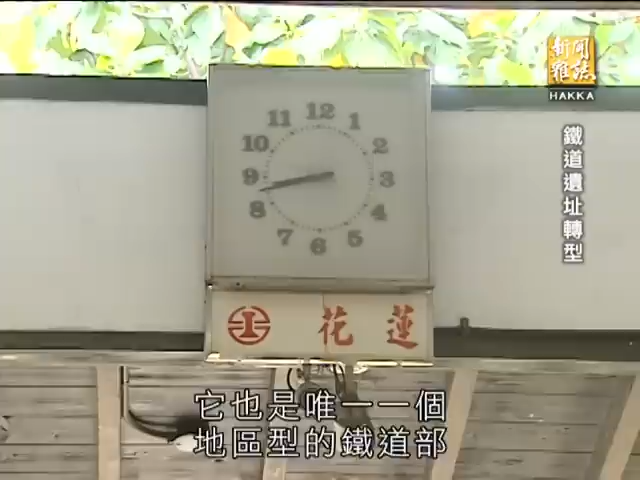 新聞
雜誌
HAKKA
鐵道遺址轉型
12
11 1
10 2
9 3
8 4
7 5
6
花蓮
它也是唯一一個
地區型的鐵道部